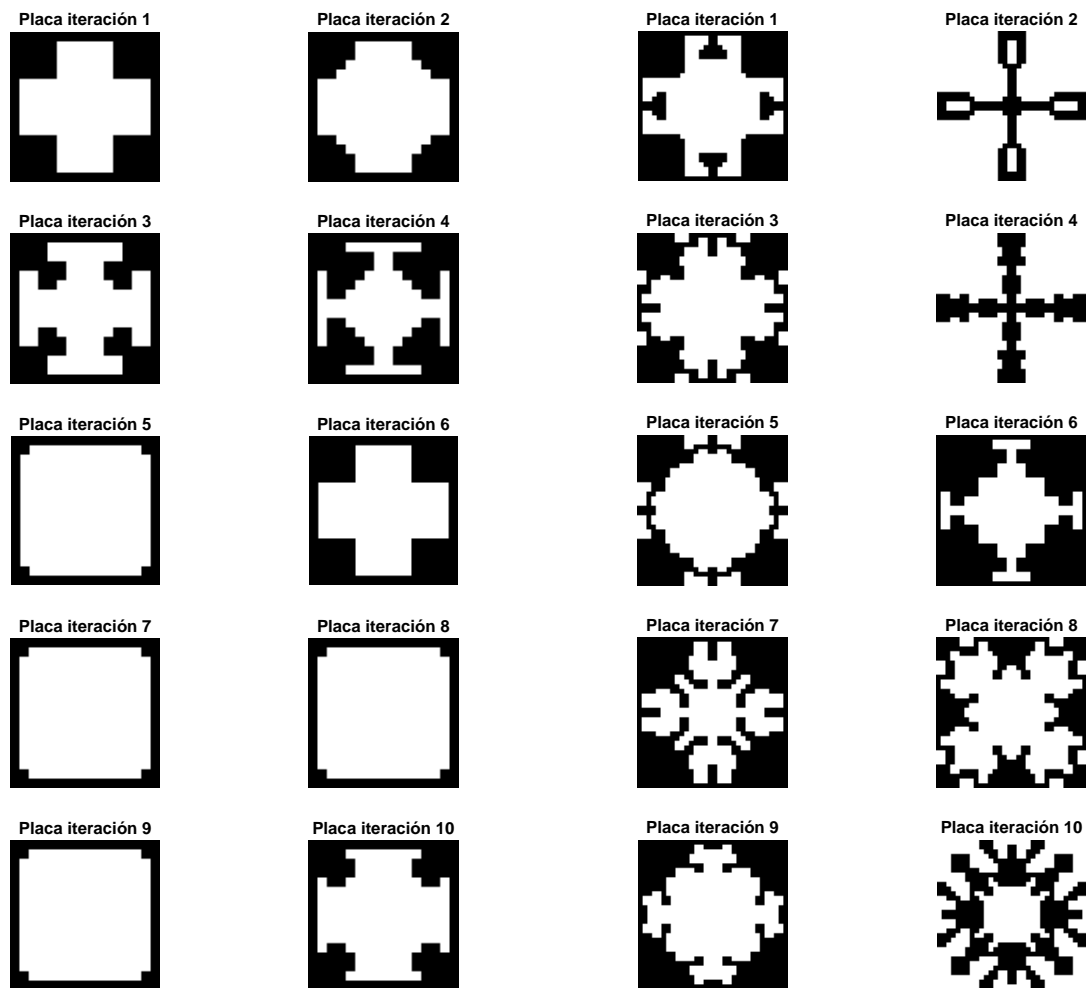 Placa iteración 1
Placa iteración 2
Placa iteración 1
Placa iteración 2
Placa iteración 3
Placa iteración 4
Placa iteración 3
Placa iteración 4
Placa iteración 5
Placa iteración 6
Placa iteración 5
Placa iteración 6
Placa iteración 7
Placa iteración 8
Placa iteración 7
Placa iteración 8
Placa iteración 9
Placa iteración 10
Placa iteración 9
Placa iteración 10